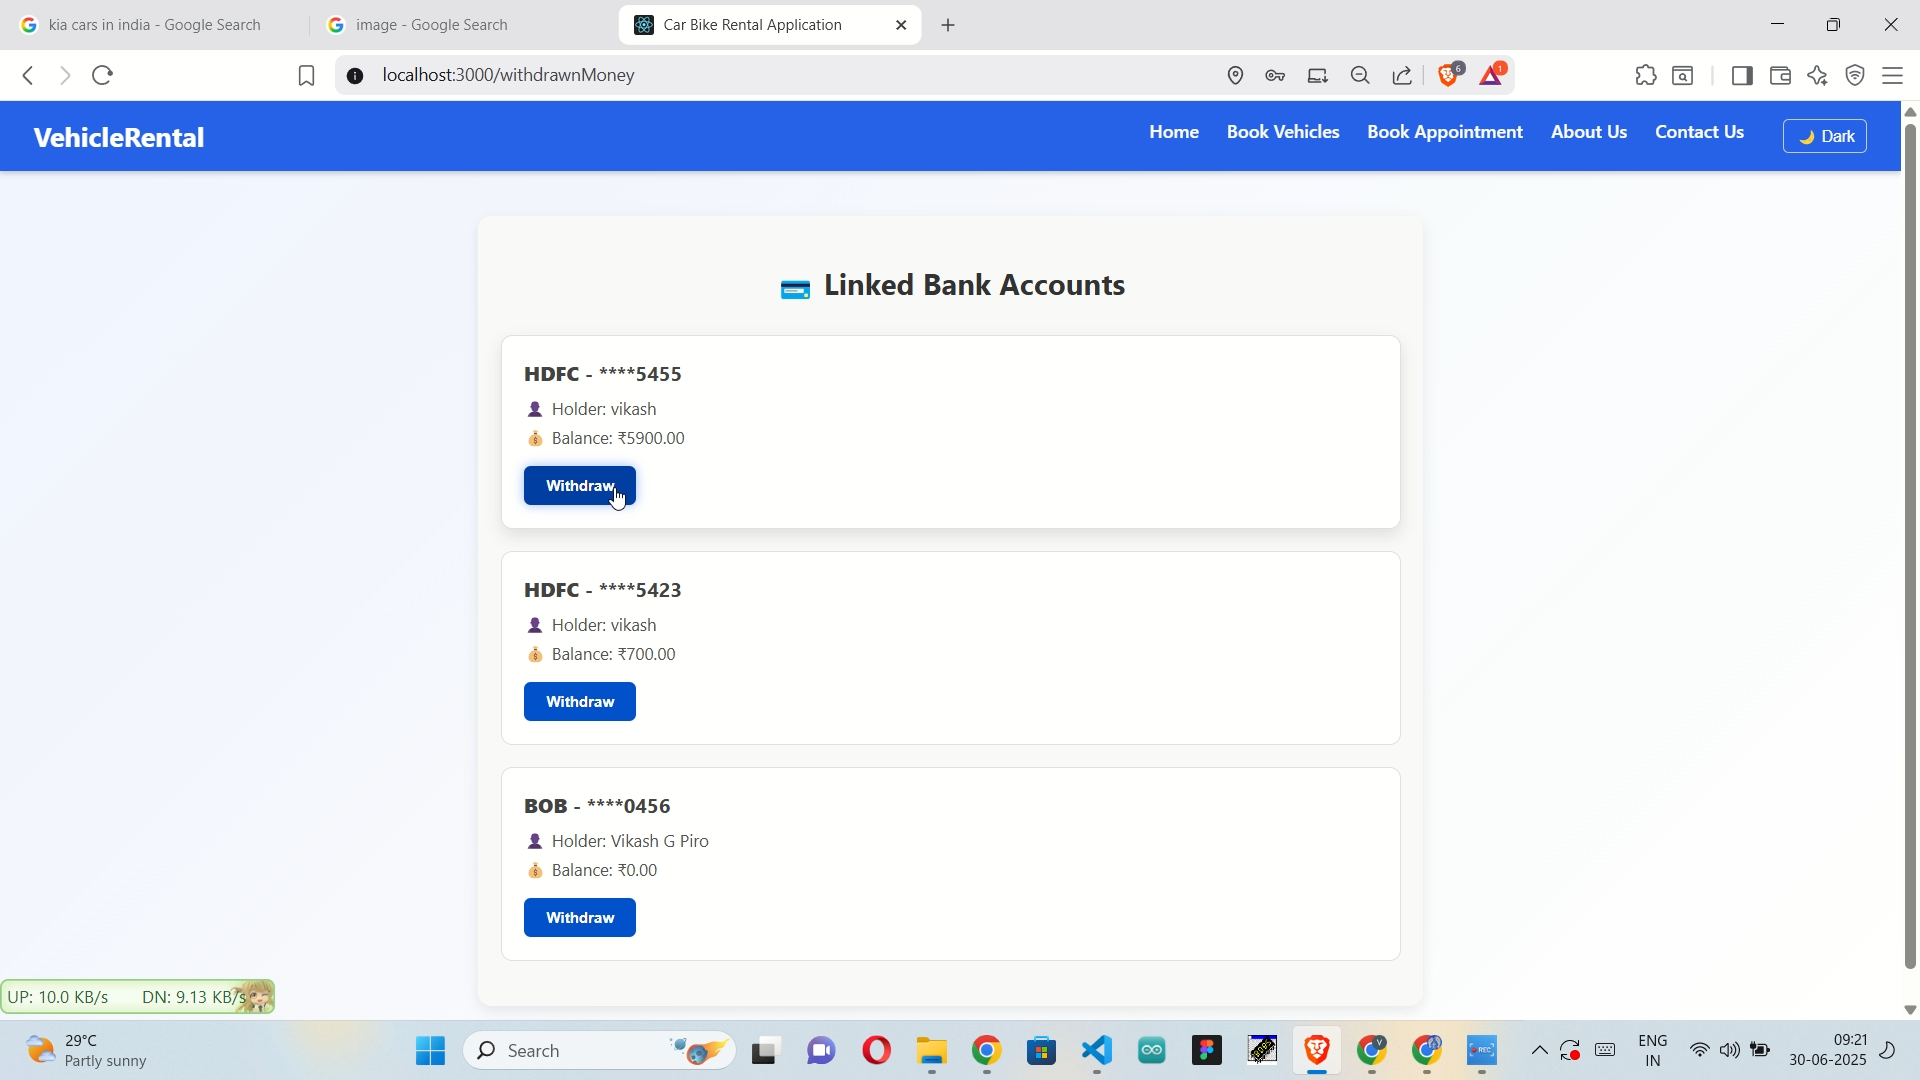 kia cars in india - Google Search
image - Google Search
Car Bike Rental Application
localhost:3000/withdrawnMoney
6
1
VehicleRental
Home
Book Vehicles
Book Appointment
About Us
Contact Us
Dark
Linked Bank Accounts
HDFC - ****5455
Holder: vikash
Balance: ₹5900.00
Withdraw
HDFC - ****5423
Holder: vikash
Balance: ₹700.00
Withdraw
BOB - ****0456
Holder: Vikash G Piro
Balance: ₹0.00
Withdraw
UP: 10.0 KB/s DN: 9.13 KB/s
29°C
Partly sunny
Search
V
REC
ENG
IN
09:21
30-06-2025